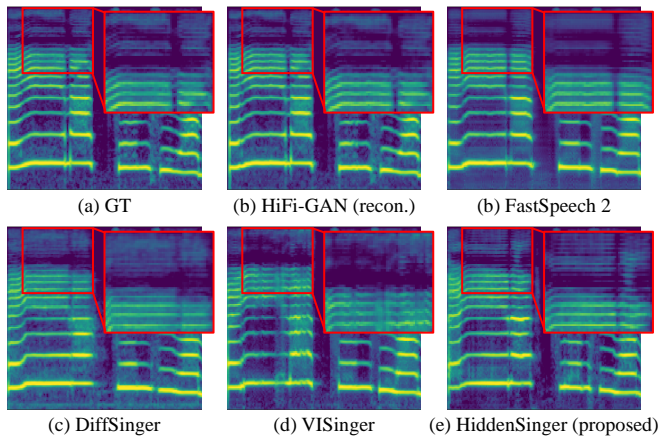 (a) GT
(b) HiFi-GAN (recon.)
(b) FastSpeech 2
(c) DiffSinger
(d) VISinger
(e) HiddenSinger (proposed)